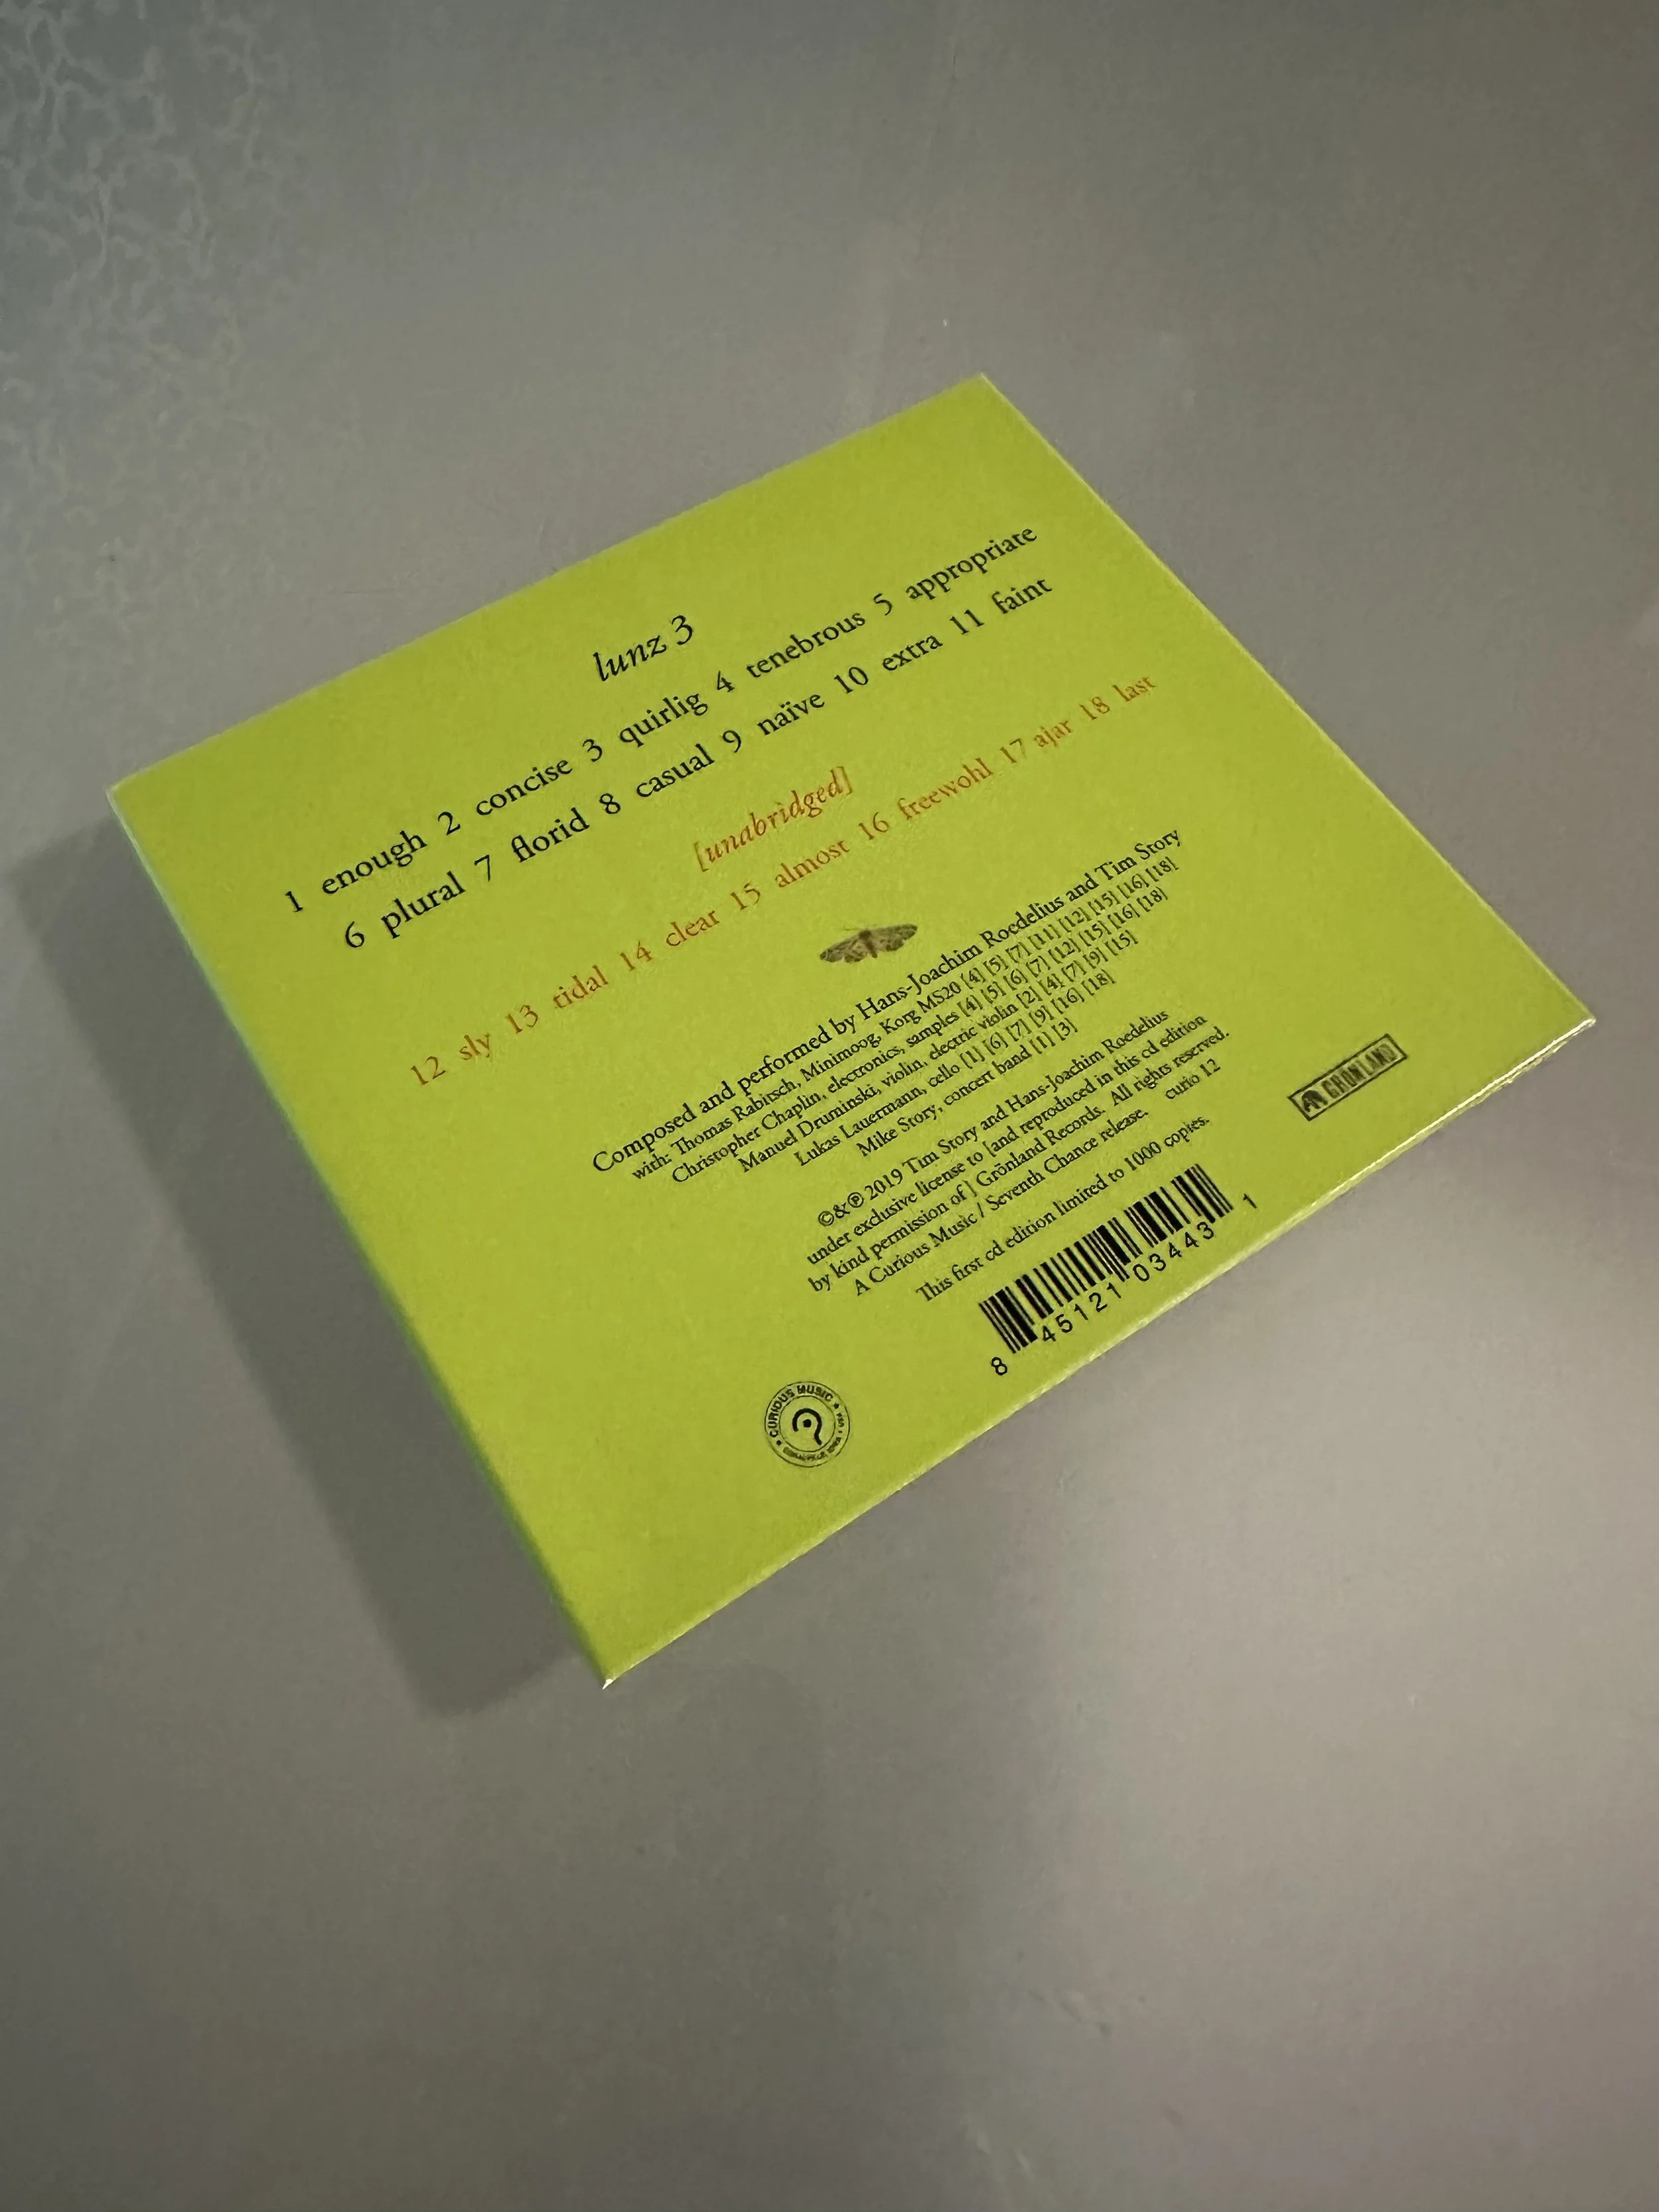 lunz 3
1 enough 2 concise 3 quirlig 4 tenebrous 5 appropriate
6 plural 7 florid 8 casual 9 naïve 10 extra 11 faint
[unabridged]
12 sly 13 tidal 14 clear 15 almost 16 freewohl 17 ajar 18 last
Composed and performed by Hans-Joachim Roedelius and Tim Story
with: Thomas Rabitsch, Minimoog, Korg MS20 [4] [5] [7] [11] [12] [15] [16] [18]
Christopher Chaplin, electronics, samples [4] [5] [6] [7] [12] [15] [16] [18]
Manuel Druminski, violin, electric violin [2] [4] [7] [9] [15]
Lukas Lauermann, cello [1] [6] [7] [9] [16] [18]
Mike Story, concert band [1] [3]
©&℗ 2019 Tim Story and Hans-Joachim Roedelius
under exclusive license to [and reproduced in this cd edition
by kind permission of] Grönland Records. All rights reserved.
A Curious Music / Seventh Chance release. curio 12
This first cd edition limited to 1000 copies.
8 45121 03443 1
GRÖNLAND
CURIOUS MUSIC